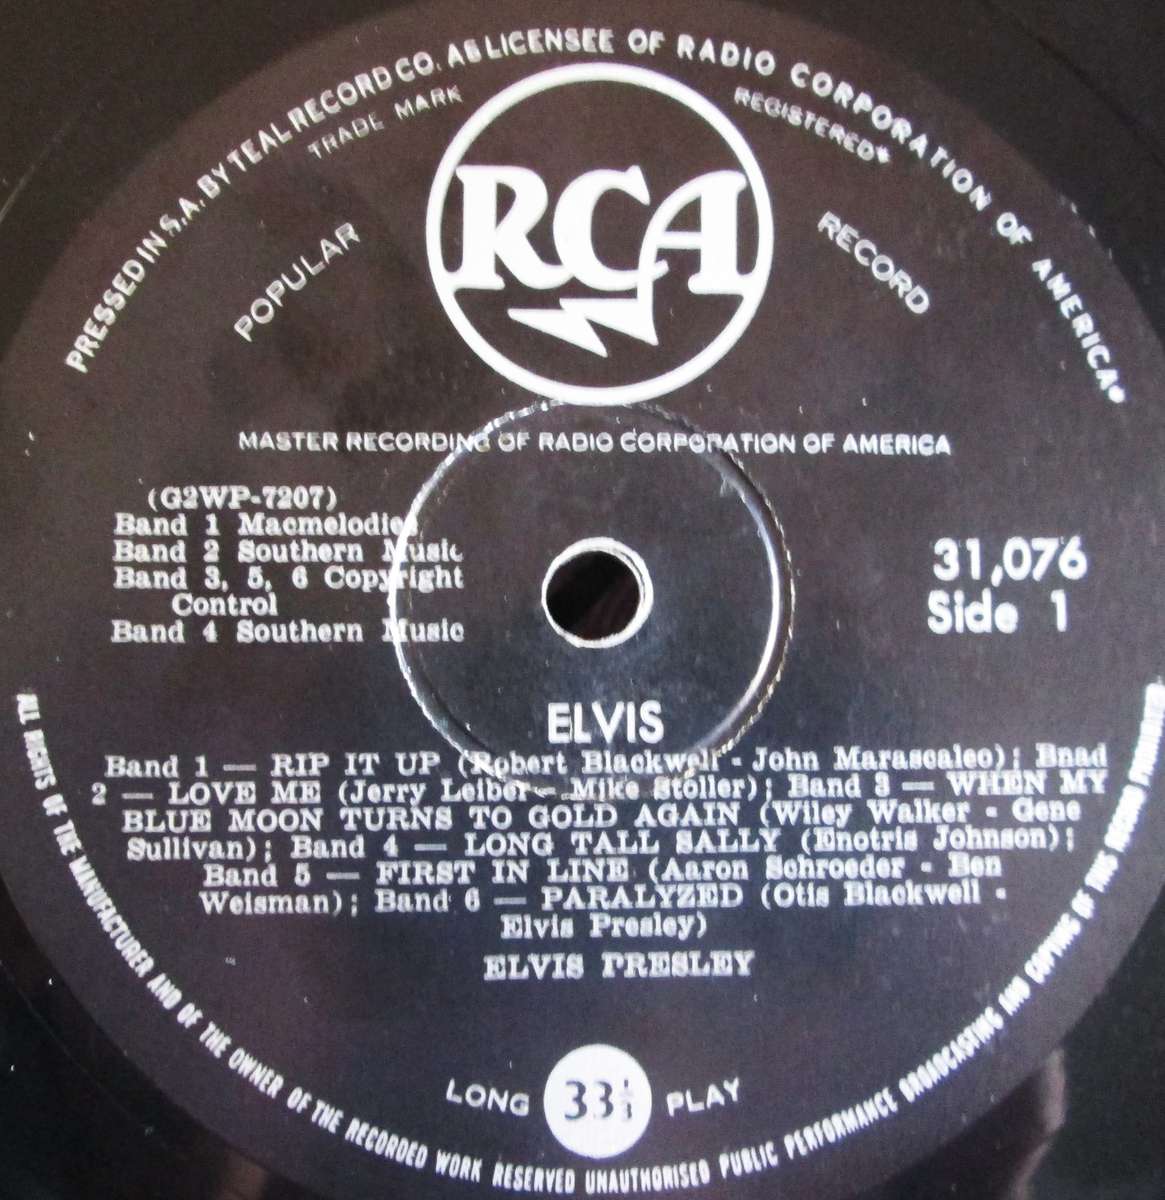 PRESSED IN S.A. BY TEAL RECORD CO. AS LICENSEE OF RADIO CORPORATION OF AMERICA*
TRADE MARK REGISTERED*
RCA
POPULAR RECORD
MASTER RECORDING OF RADIO CORPORATION OF AMERICA
(G2WP-7207)
Band 1 Macmelodies
Band 2 Southern Music
Band 3, 5, 6 Copyright
Control
Band 4 Southern Music
31,076
Side 1
ELVIS
Band 1 — RIP IT UP (Robert Blackwell - John Marascaleo); Bnad
2 — LOVE ME (Jerry Leiber - Mike Stoller); Band 3 — WHEN MY
BLUE MOON TURNS TO GOLD AGAIN (Wiley Walker - Gene
Sullivan); Band 4 — LONG TALL SALLY (Enotris Johnson);
Band 5 — FIRST IN LINE (Aaron Schroeder - Ben
Weisman); Band 6 — PARALYZED (Otis Blackwell -
Elvis Presley)
ELVIS PRESLEY
LONG 33⅓ PLAY
ALL RIGHTS OF THE MANUFACTURER AND OF THE OWNER OF THE RECORDED WORK RESERVED UNAUTHORISED PUBLIC PERFORMANCE BROADCASTING AND COPYING OF THIS RECORD PROHIBITED